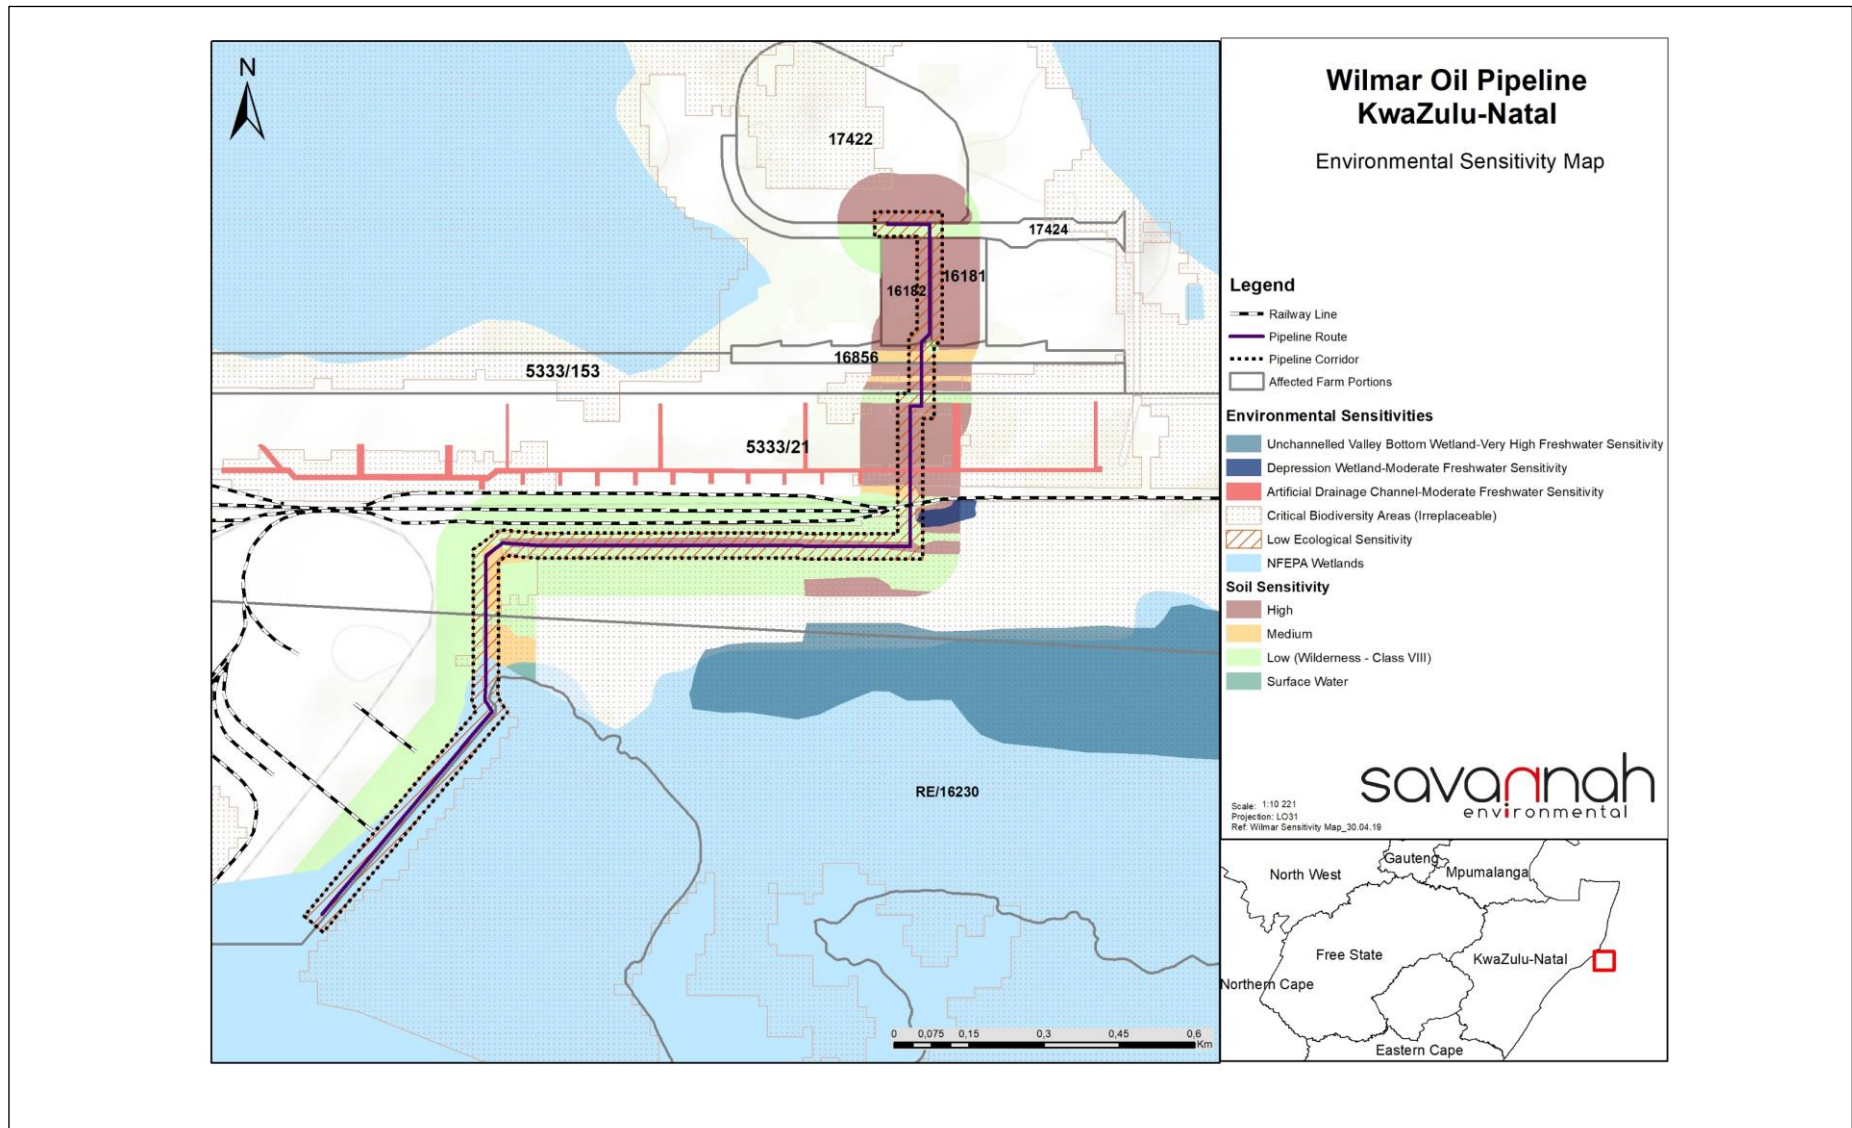 N
17422
17424
16181
16182
16856
5333/153
5333/21
RE/16230
0 0,075 0,15 0,3 0,45 0,6
Km
Wilmar Oil Pipeline
KwaZulu-Natal
Environmental Sensitivity Map
Legend
Railway Line
Pipeline Route
Pipeline Corridor
Affected Farm Portions
Environmental Sensitivities
Unchannelled Valley Bottom Wetland-Very High Freshwater Sensitivity
Depression Wetland-Moderate Freshwater Sensitivity
Artificial Drainage Channel-Moderate Freshwater Sensitivity
Critical Biodiversity Areas (Irreplaceable)
Low Ecological Sensitivity
NFEPA Wetlands
Soil Sensitivity
High
Medium
Low (Wilderness - Class VIII)
Surface Water
savannah
environmental
Scale: 1:10 221
Projection: LO31
Ref: Wilmar Sensitivity Map_30.04.19
Gauteng
North West
Mpumalanga
Free State
KwaZulu-Natal
Northern Cape
Eastern Cape